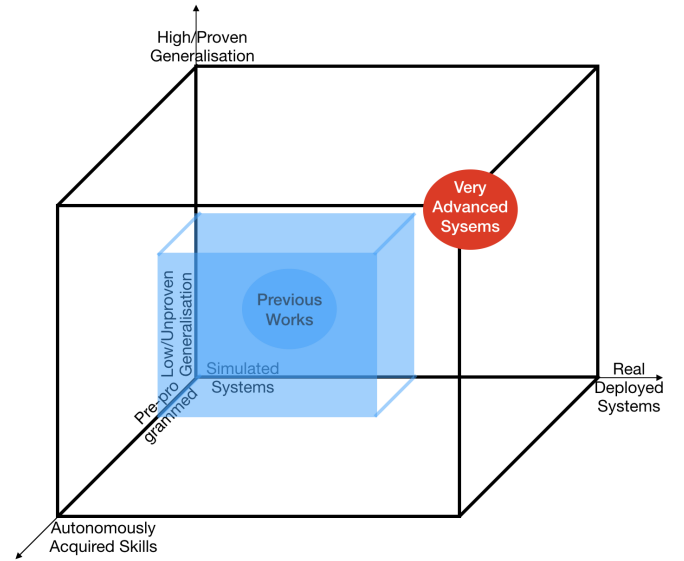 High/Proven
Generalisation
Very
Advanced
Sysems
Low/Unproven
Generalisation
Previous
Works
Simulated
Systems
Real
Deployed
Systems
Pre-pro
grammed
Autonomously
Acquired Skills